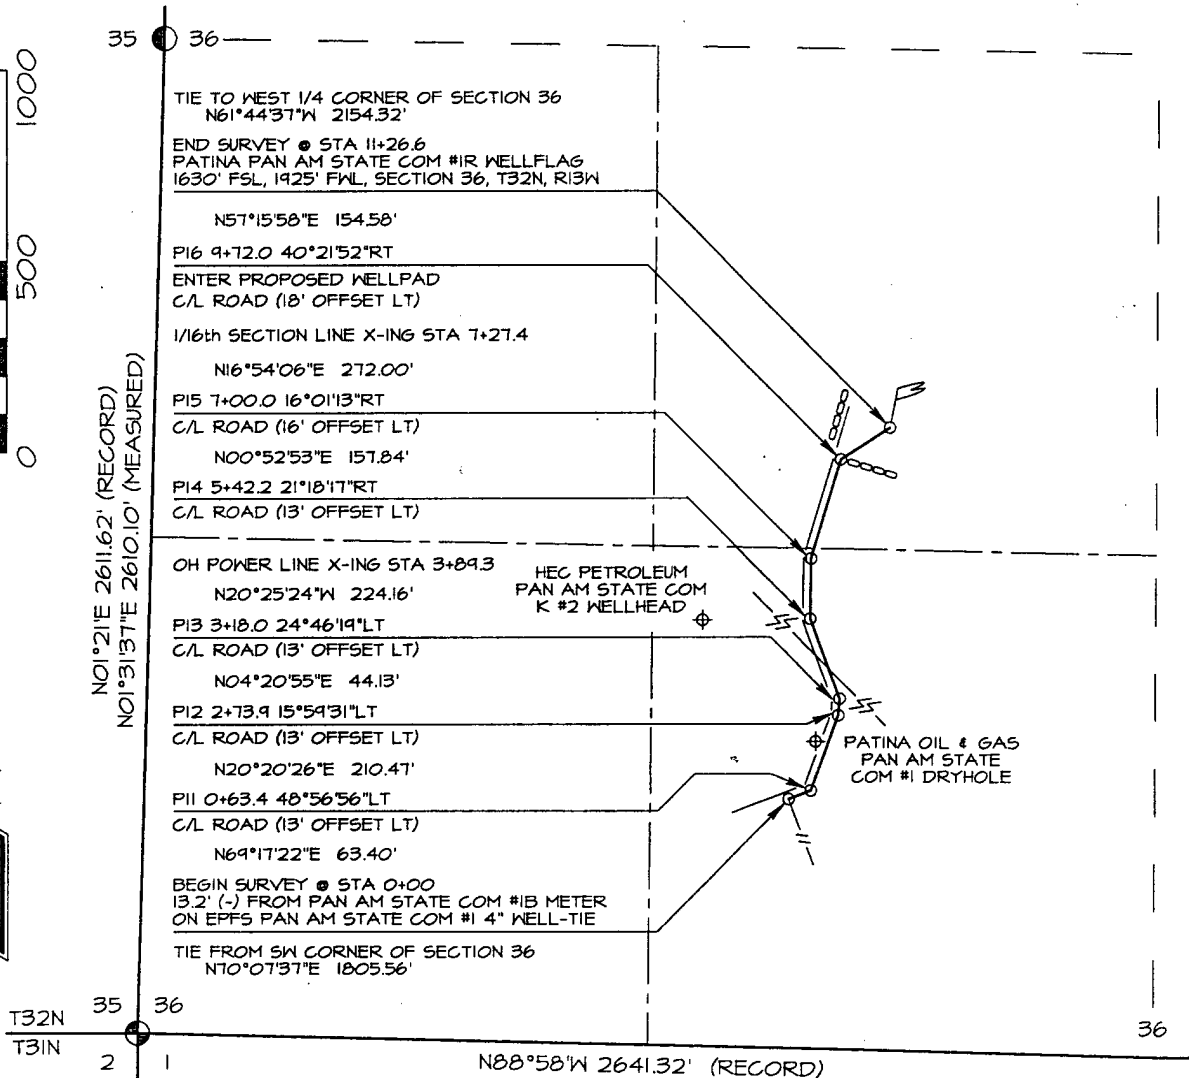 35 36
1000
500
0
TIE TO WEST 1/4 CORNER OF SECTION 36
N61°44'37"W 2154.32'
END SURVEY @ STA 11+26.6
PATINA PAN AM STATE COM #1R WELLFLAG
1630' FSL, 1925' FWL, SECTION 36, T32N, R13W
N57°15'58"E 154.58'
PI6 9+72.0 40°21'52"RT
ENTER PROPOSED WELLPAD
C/L ROAD (18' OFFSET LT)
1/16th SECTION LINE X-ING STA 7+27.4
N16°54'06"E 272.00'
PI5 7+00.0 16°01'13"RT
C/L ROAD (16' OFFSET LT)
N00°52'53"E 157.84'
PI4 5+42.2 21°18'17"RT
C/L ROAD (13' OFFSET LT)
OH POWER LINE X-ING STA 3+89.3
N20°25'24"W 224.16'
PI3 3+18.0 24°46'19"LT
C/L ROAD (13' OFFSET LT)
N04°20'55"E 44.13'
PI2 2+73.9 15°59'31"LT
C/L ROAD (13' OFFSET LT)
N20°20'26"E 210.47'
PI1 0+63.4 48°56'56"LT
C/L ROAD (13' OFFSET LT)
N69°17'22"E 63.40'
BEGIN SURVEY @ STA 0+00
13.2' (-) FROM PAN AM STATE COM #1B METER
ON EPFS PAN AM STATE COM #1 4" WELL-TIE
TIE FROM SW CORNER OF SECTION 36
N70°07'37"E 1805.56'
N01°21'E 2611.62' (RECORD)
N01°31'37"E 2610.10' (MEASURED)
HEC PETROLEUM
PAN AM STATE COM
K #2 WELLHEAD
PATINA OIL & GAS
PAN AM STATE
COM #1 DRYHOLE
35 36
T32N
T31N
2 1
N88°58'W 2641.32' (RECORD)
36